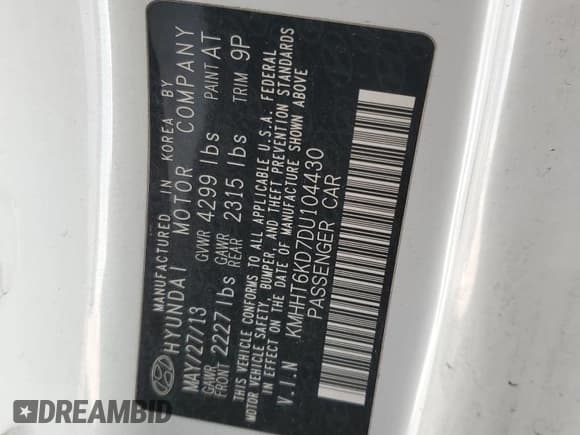 MANUFACTURED IN KOREA BY
HYUNDAI MOTOR COMPANY
MAY/27/13 GVWR 4299 lbs PAINT AT
GAWR FRONT 2227 lbs GAWR REAR 2315 lbs TRIM 9P
THIS VEHICLE CONFORMS TO ALL APPLICABLE U.S.A. FEDERAL
MOTOR VEHICLE SAFETY, BUMPER, AND THEFT PREVENTION STANDARDS
IN EFFECT ON THE DATE OF MANUFACTURE SHOWN ABOVE
V.I.N KMHHT6KD7DU104430
PASSENGER CAR
DREAMBID